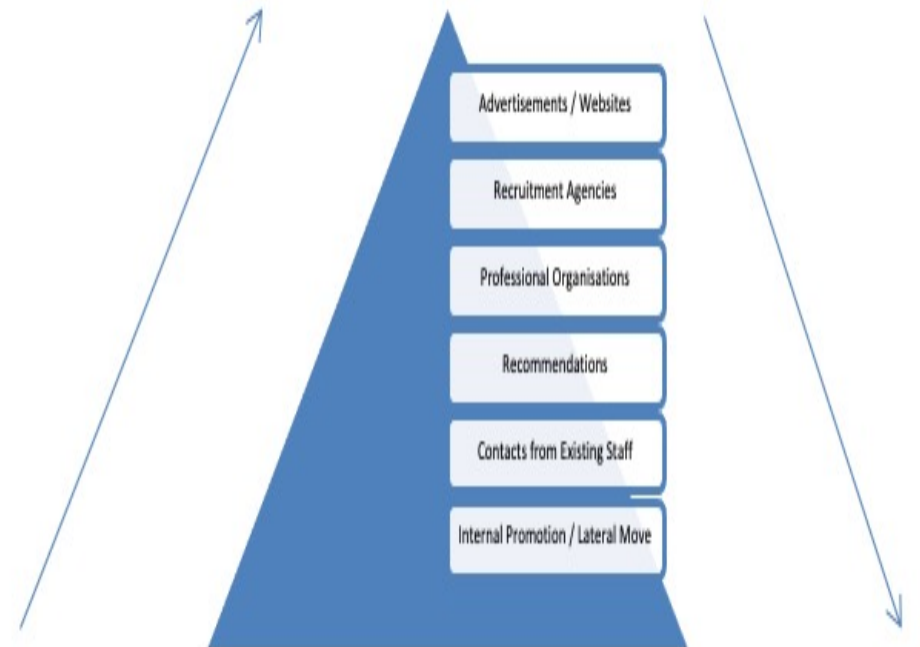 Advertisements / Websites
Recruitment Agencies
Professional Organisations
Recommendations
Contacts from Existing Staff
Internal Promotion / Lateral Move